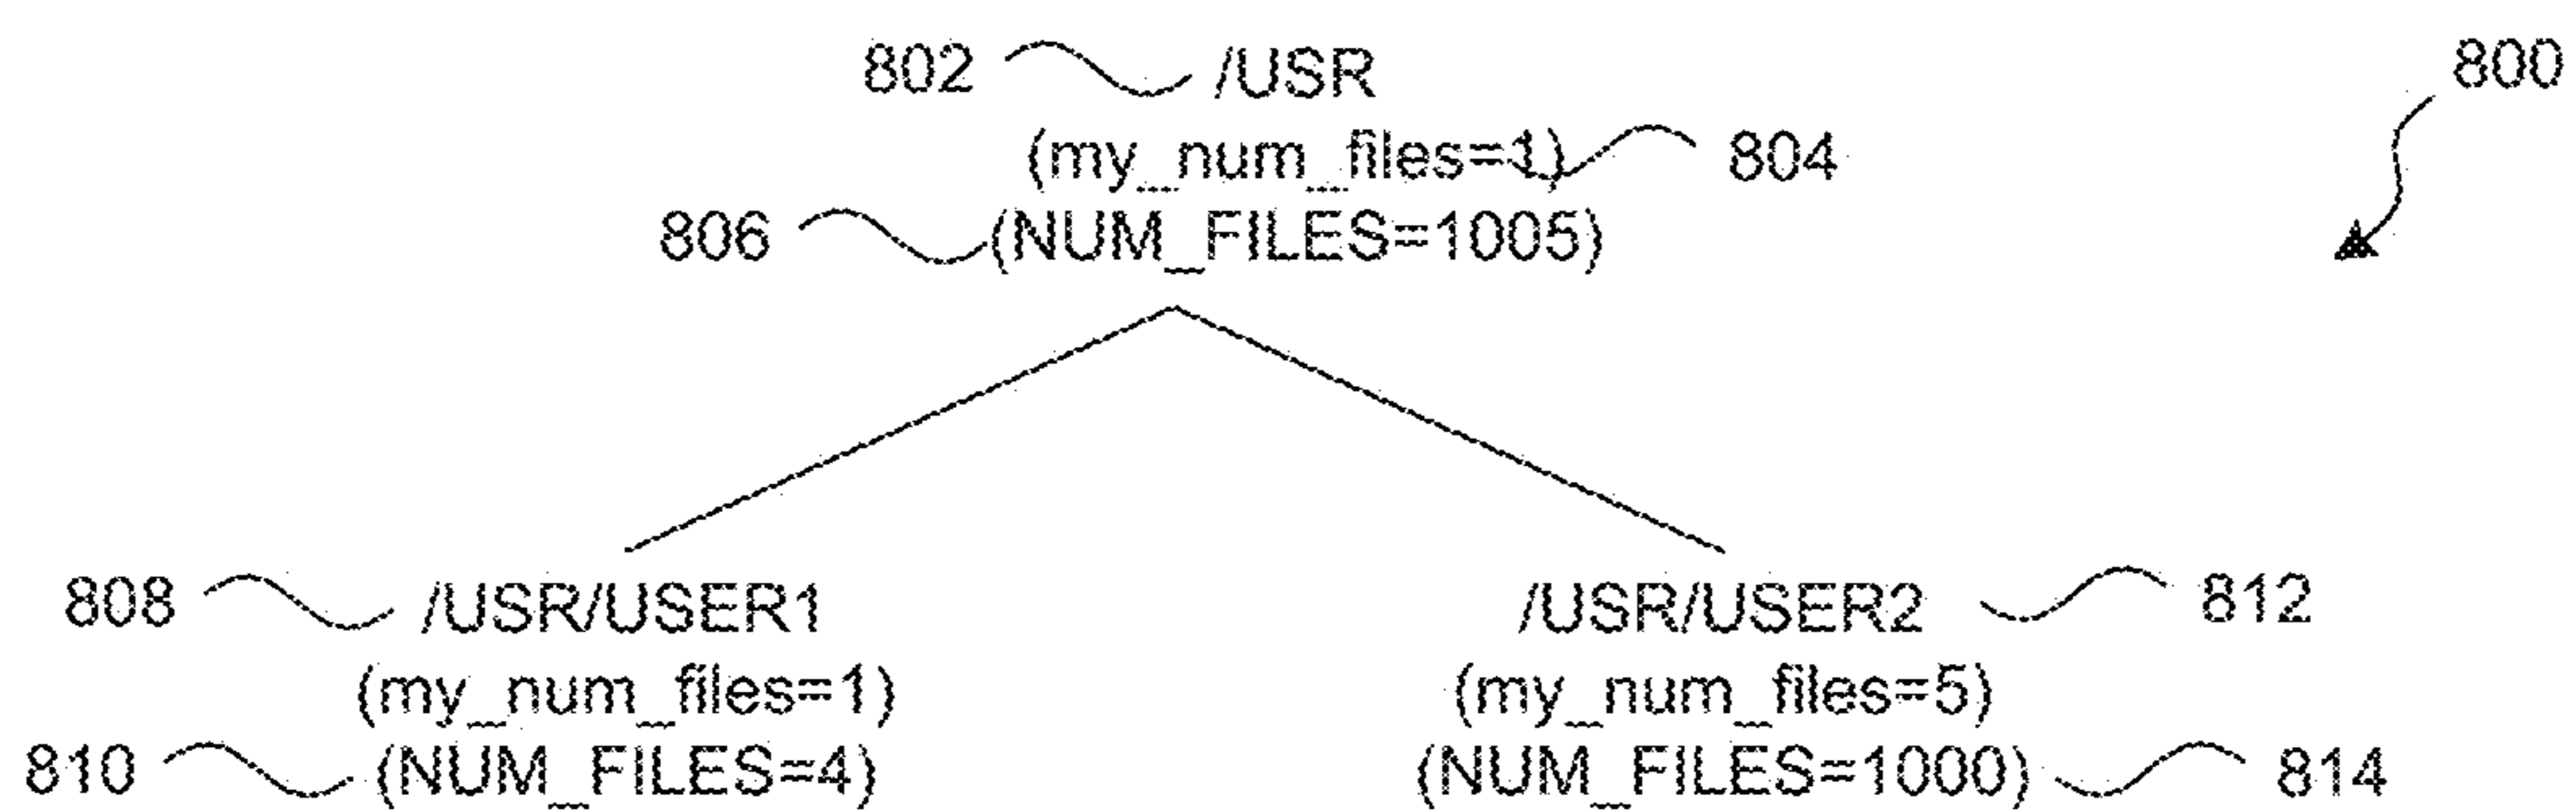 802 /USR 800
(my_num_files=1) 804
806 (NUM_FILES=1005)
808 /USR/USER1 /USR/USER2 812
(my_num_files=1) (my_num_files=5)
810 (NUM_FILES=4) (NUM_FILES=1000) 814